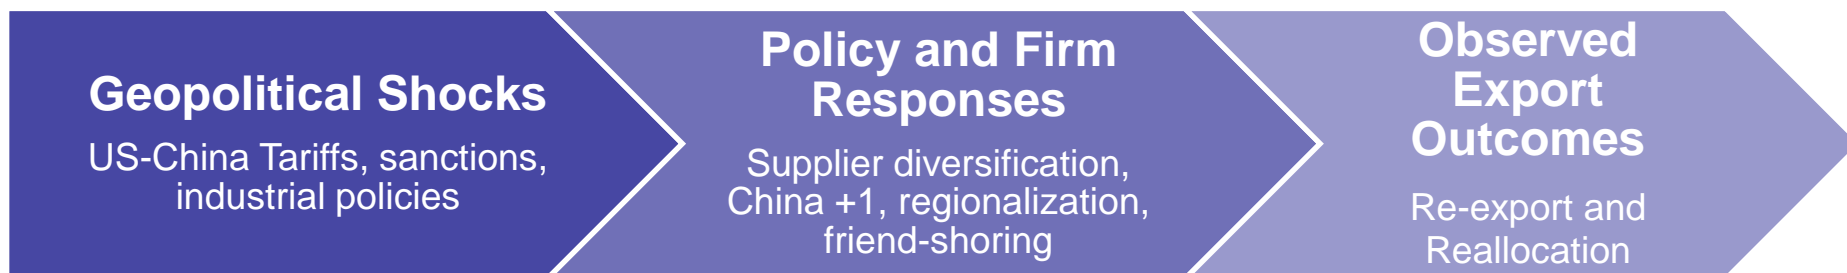 Geopolitical Shocks
US-China Tariffs, sanctions,
industrial policies
Policy and Firm
Responses
Supplier diversification,
China +1, regionalization,
friend-shoring
Observed
Export
Outcomes
Re-export and
Reallocation